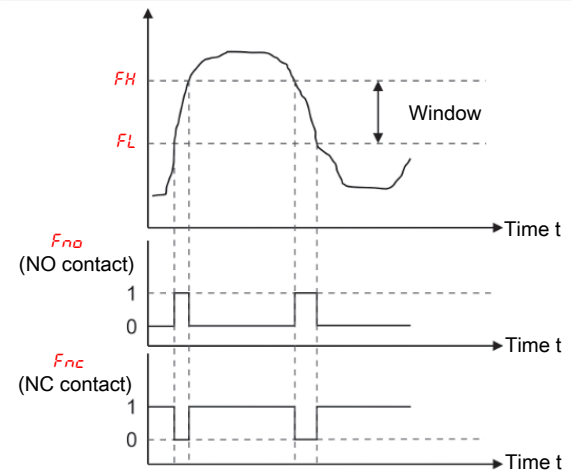 FH
Window
FL
Time t
Fno
(NO contact)
1
0
Time t
Fnc
(NC contact)
1
0
Time t